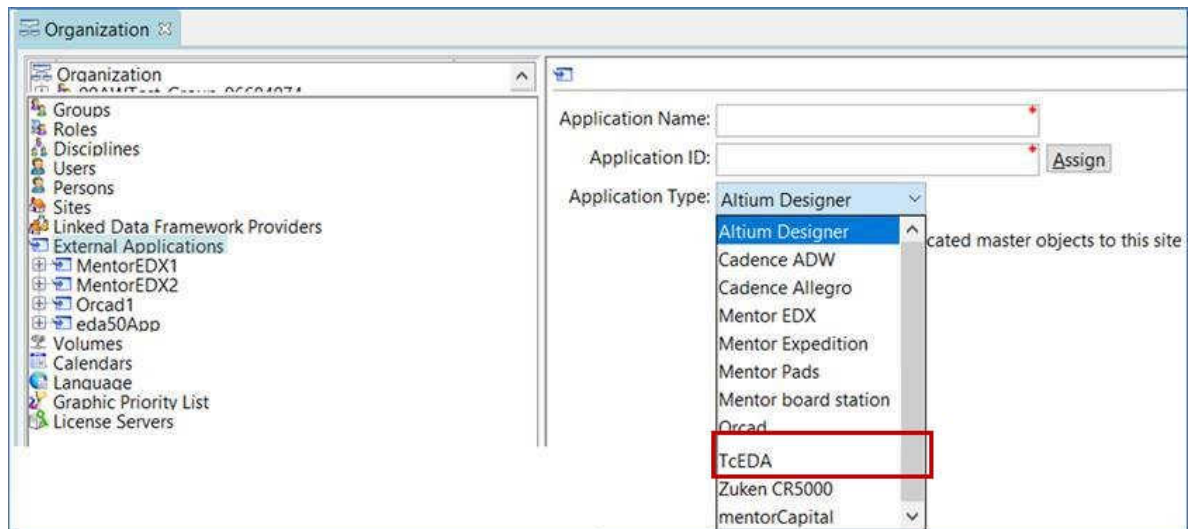 Organization
Organization
Groups
Roles
Disciplines
Users
Persons
Sites
Linked Data Framework Providers
External Applications
MentorEDX1
MentorEDX2
Orcad1
eda50App
Volumes
Calendars
Language
Graphic Priority List
License Servers
Application Name: *
Application ID: * Assign
Application Type: Altium Designer
Altium Designer
cated master objects to this site
Cadence ADW
Cadence Allegro
Mentor EDX
Mentor Expedition
Mentor Pads
Mentor board station
Orcad
TcEDA
Zuken CR5000
mentorCapital